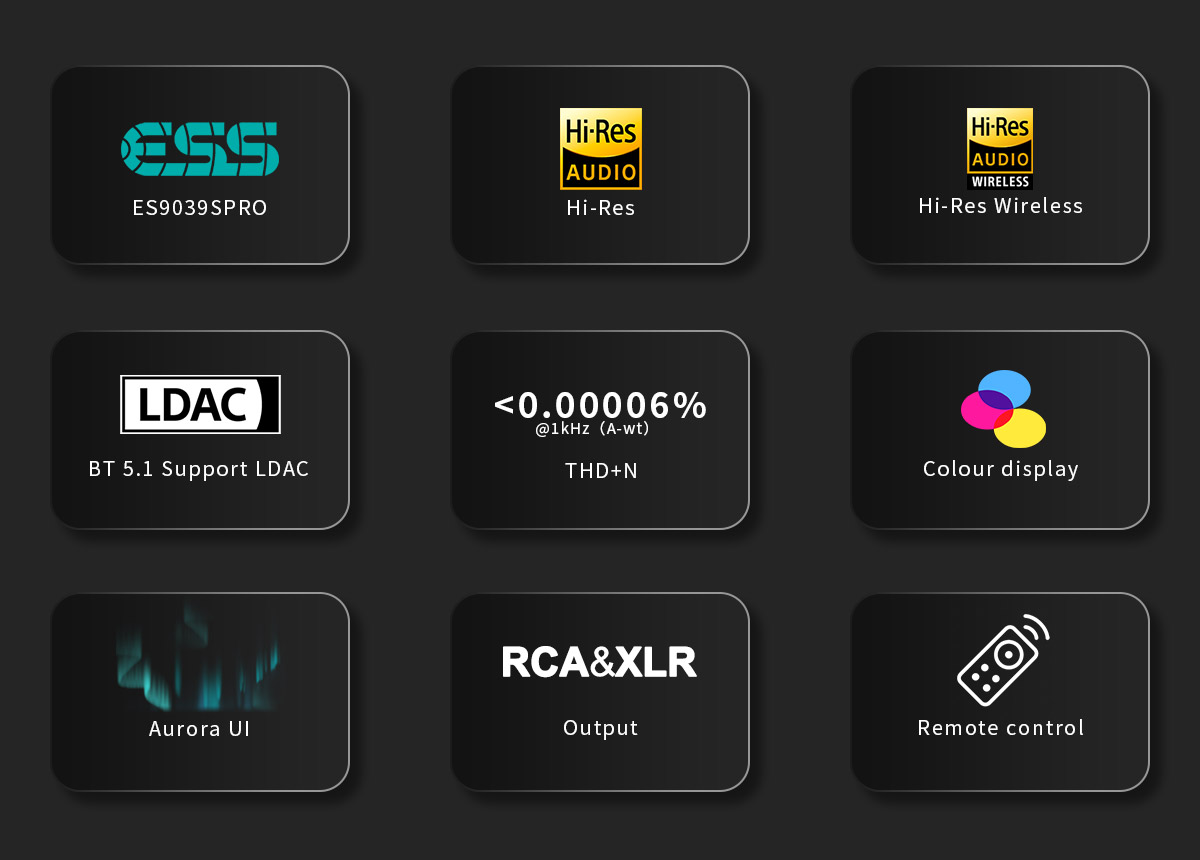 ESS
ES9039SPRO
Hi-Res
AUDIO
Hi-Res
Hi-Res
AUDIO
WIRELESS
Hi-Res Wireless
LDAC
BT 5.1 Support LDAC
<0.00006%
@1kHz（A-wt）
THD+N
Colour display
Aurora UI
RCA&XLR
Output
Remote control